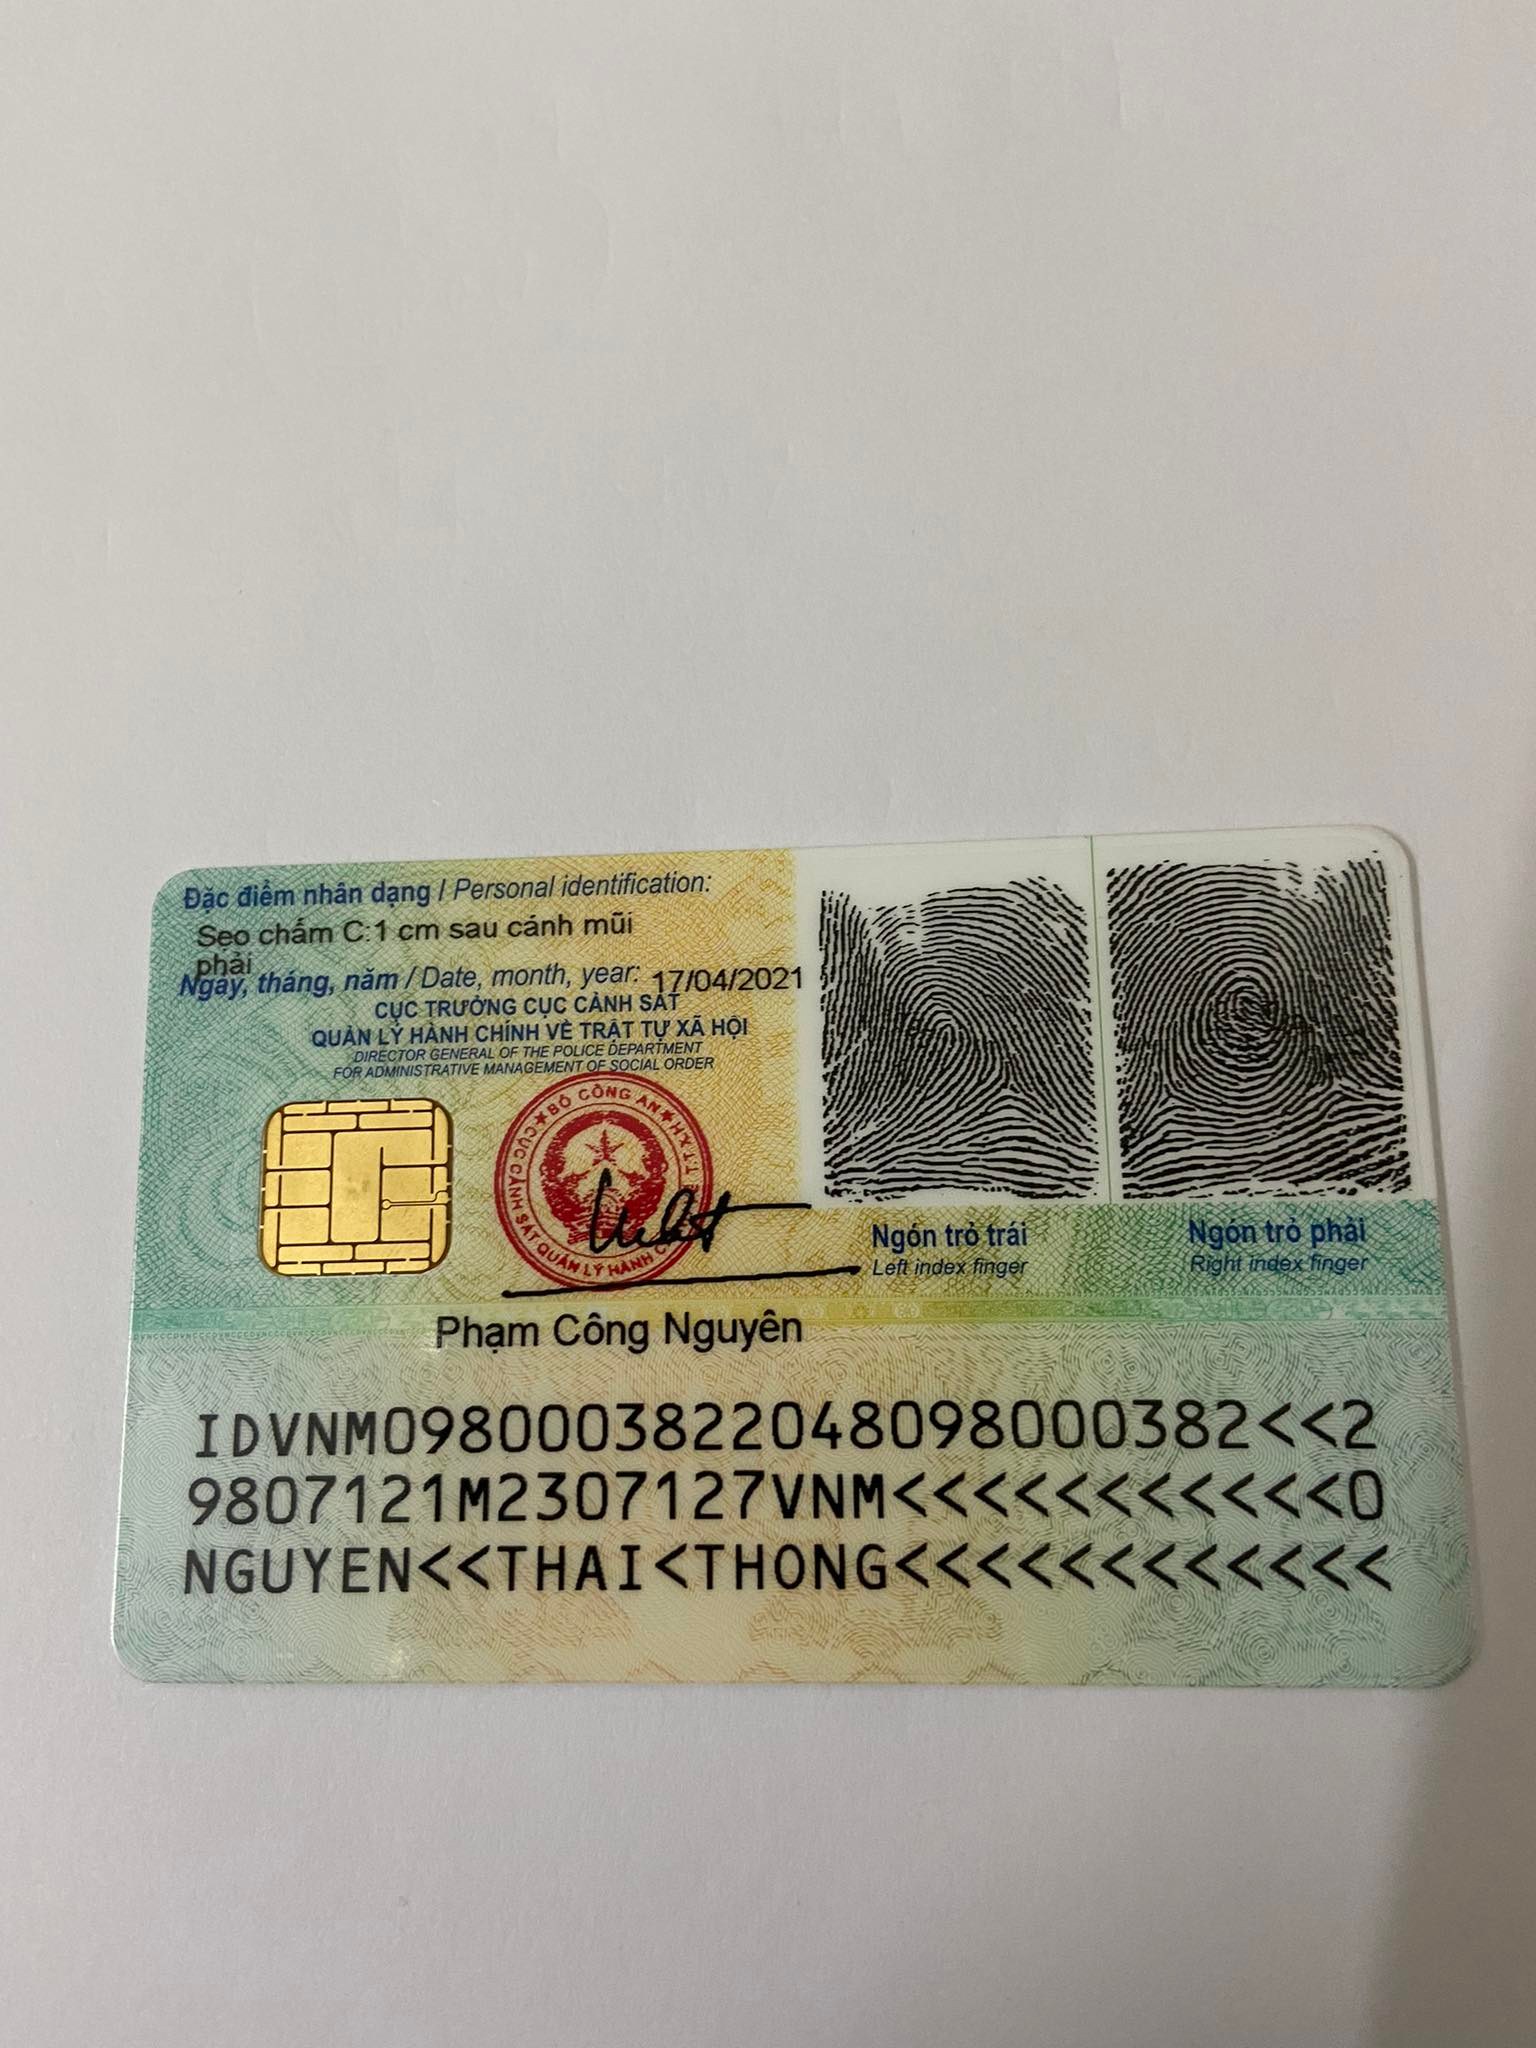 Đặc điểm nhân dạng / Personal identification:
Sẹo chấm C:1 cm sau cánh mũi
phải
Ngày, tháng, năm / Date, month, year: 17/04/2021
CỤC TRƯỞNG CỤC CẢNH SÁT
QUẢN LÝ HÀNH CHÍNH VỀ TRẬT TỰ XÃ HỘI
DIRECTOR GENERAL OF THE POLICE DEPARTMENT
FOR ADMINISTRATIVE MANAGEMENT OF SOCIAL ORDER
BỘ CÔNG AN
CỤC CẢNH SÁT QUẢN LÝ HÀNH
Ngón trỏ trái
Left index finger
Ngón trỏ phải
Right index finger
Phạm Công Nguyên
IDVNM0980003822048098000382<<2
9807121M2307127VNM<<<<<<<<<<<0
NGUYEN<<THAI<THONG<<<<<<<<<<<<